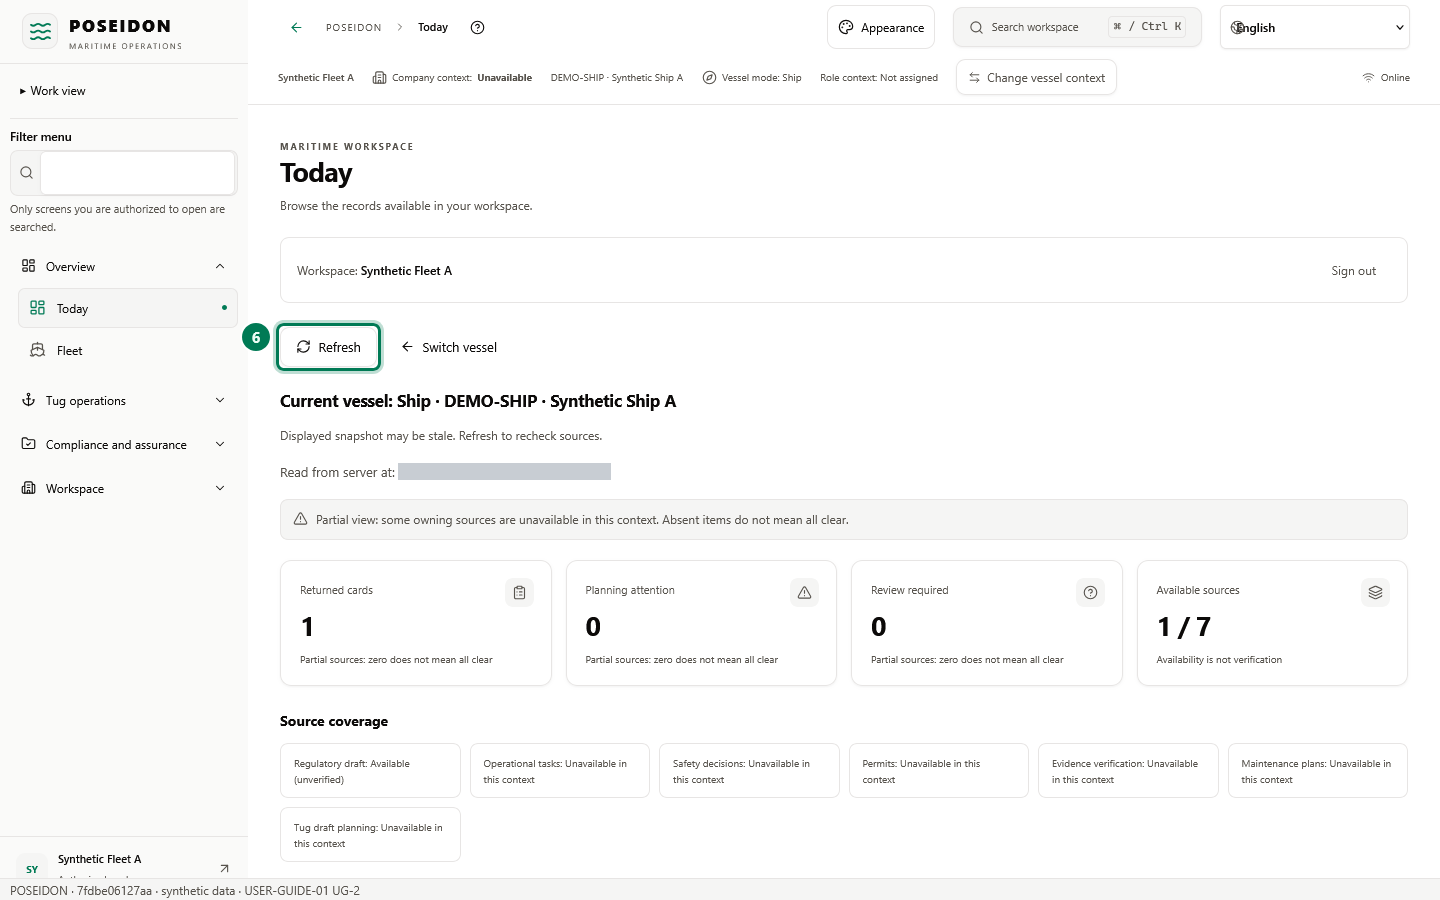 POSEIDON
MARITIME OPERATIONS
Work view
Filter menu
Only screens you are authorized to open are
searched.
Overview
Today
Fleet
Tug operations
Compliance and assurance
Workspace
SY
Synthetic Fleet A
POSEIDON
Today
Appearance
Search workspace
⌘ / Ctrl K
English
Synthetic Fleet A
Company context: Unavailable
DEMO-SHIP · Synthetic Ship A
Vessel mode: Ship
Role context: Not assigned
Change vessel context
Online
MARITIME WORKSPACE
Today
Browse the records available in your workspace.
Workspace: Synthetic Fleet A
Sign out
6
Refresh
Switch vessel
Current vessel: Ship · DEMO-SHIP · Synthetic Ship A
Displayed snapshot may be stale. Refresh to recheck sources.
Read from server at:
Partial view: some owning sources are unavailable in this context. Absent items do not mean all clear.
Returned cards
1
Partial sources: zero does not mean all clear
Planning attention
0
Partial sources: zero does not mean all clear
Review required
0
Partial sources: zero does not mean all clear
Available sources
1 / 7
Availability is not verification
Source coverage
Regulatory draft: Available
(unverified)
Operational tasks: Unavailable in
this context
Safety decisions: Unavailable in
this context
Permits: Unavailable in this
context
Evidence verification: Unavailable
in this context
Maintenance plans: Unavailable in
this context
Tug draft planning: Unavailable in
this context
POSEIDON · 7fdbe06127aa · synthetic data · USER-GUIDE-01 UG-2